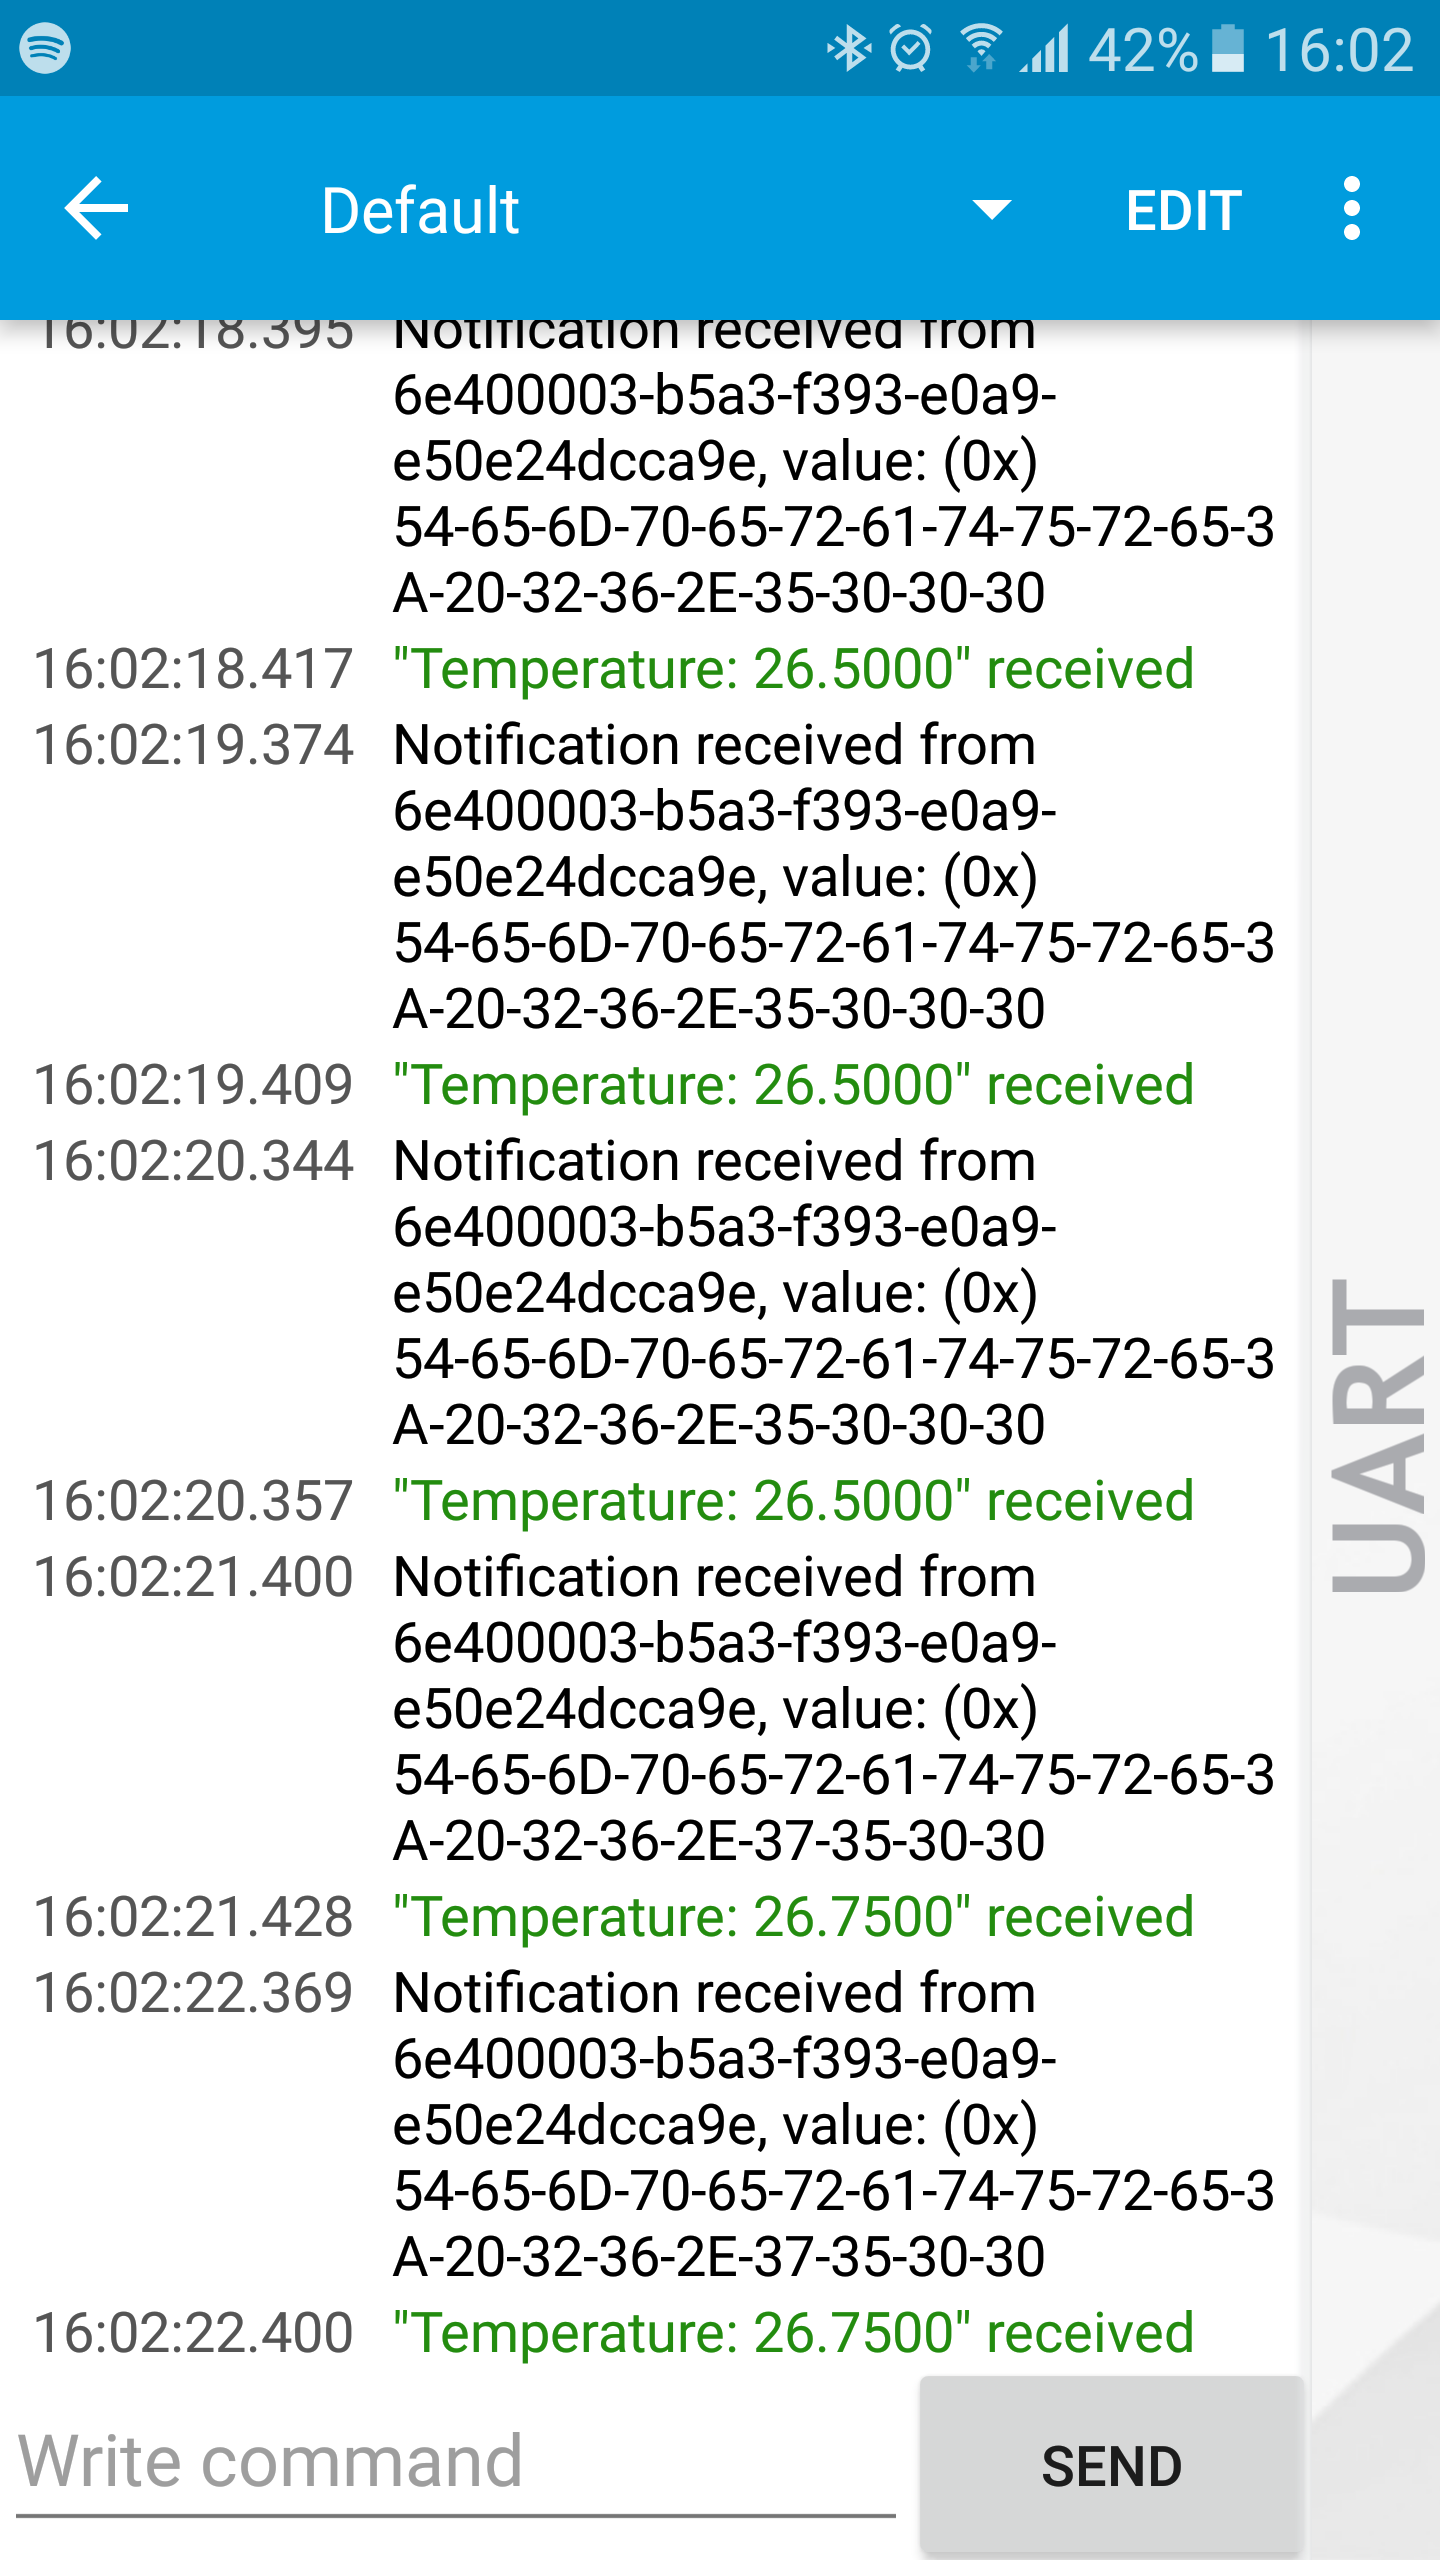 42% 16:02
Default EDIT
16:02:18.395 Notification received from
6e400003-b5a3-f393-e0a9-
e50e24dcca9e, value: (0x)
54-65-6D-70-65-72-61-74-75-72-65-3
A-20-32-36-2E-35-30-30-30
16:02:18.417 "Temperature: 26.5000" received
16:02:19.374 Notification received from
6e400003-b5a3-f393-e0a9-
e50e24dcca9e, value: (0x)
54-65-6D-70-65-72-61-74-75-72-65-3
A-20-32-36-2E-35-30-30-30
16:02:19.409 "Temperature: 26.5000" received
16:02:20.344 Notification received from
6e400003-b5a3-f393-e0a9-
e50e24dcca9e, value: (0x)
54-65-6D-70-65-72-61-74-75-72-65-3
A-20-32-36-2E-35-30-30-30
16:02:20.357 "Temperature: 26.5000" received
16:02:21.400 Notification received from
6e400003-b5a3-f393-e0a9-
e50e24dcca9e, value: (0x)
54-65-6D-70-65-72-61-74-75-72-65-3
A-20-32-36-2E-37-35-30-30
16:02:21.428 "Temperature: 26.7500" received
16:02:22.369 Notification received from
6e400003-b5a3-f393-e0a9-
e50e24dcca9e, value: (0x)
54-65-6D-70-65-72-61-74-75-72-65-3
A-20-32-36-2E-37-35-30-30
16:02:22.400 "Temperature: 26.7500" received
Write command SEND
UART